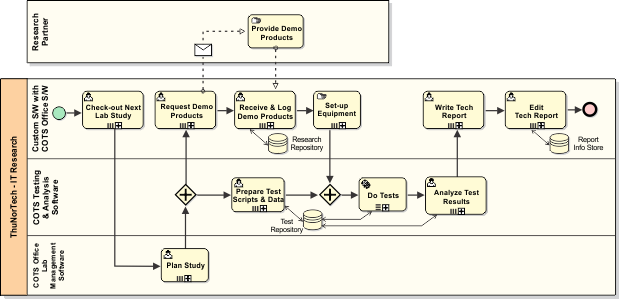 Research
Partner
Provide Demo
Products
ThuNorTech - IT Research
Custom S/W with
COTS Office S/W
Check-out Next
Lab Study
Request Demo
Products
Receive & Log
Demo Products
Set-up
Equipment
Write Tech
Report
Edit
Tech Report
Research
Repository
Report
Info Store
COTS Testing
& Analysis
Software
Prepare Test
Scripts & Data
Do Tests
Analyze Test
Results
Test
Repository
COTS Office
Lab
Management
Software
Plan Study